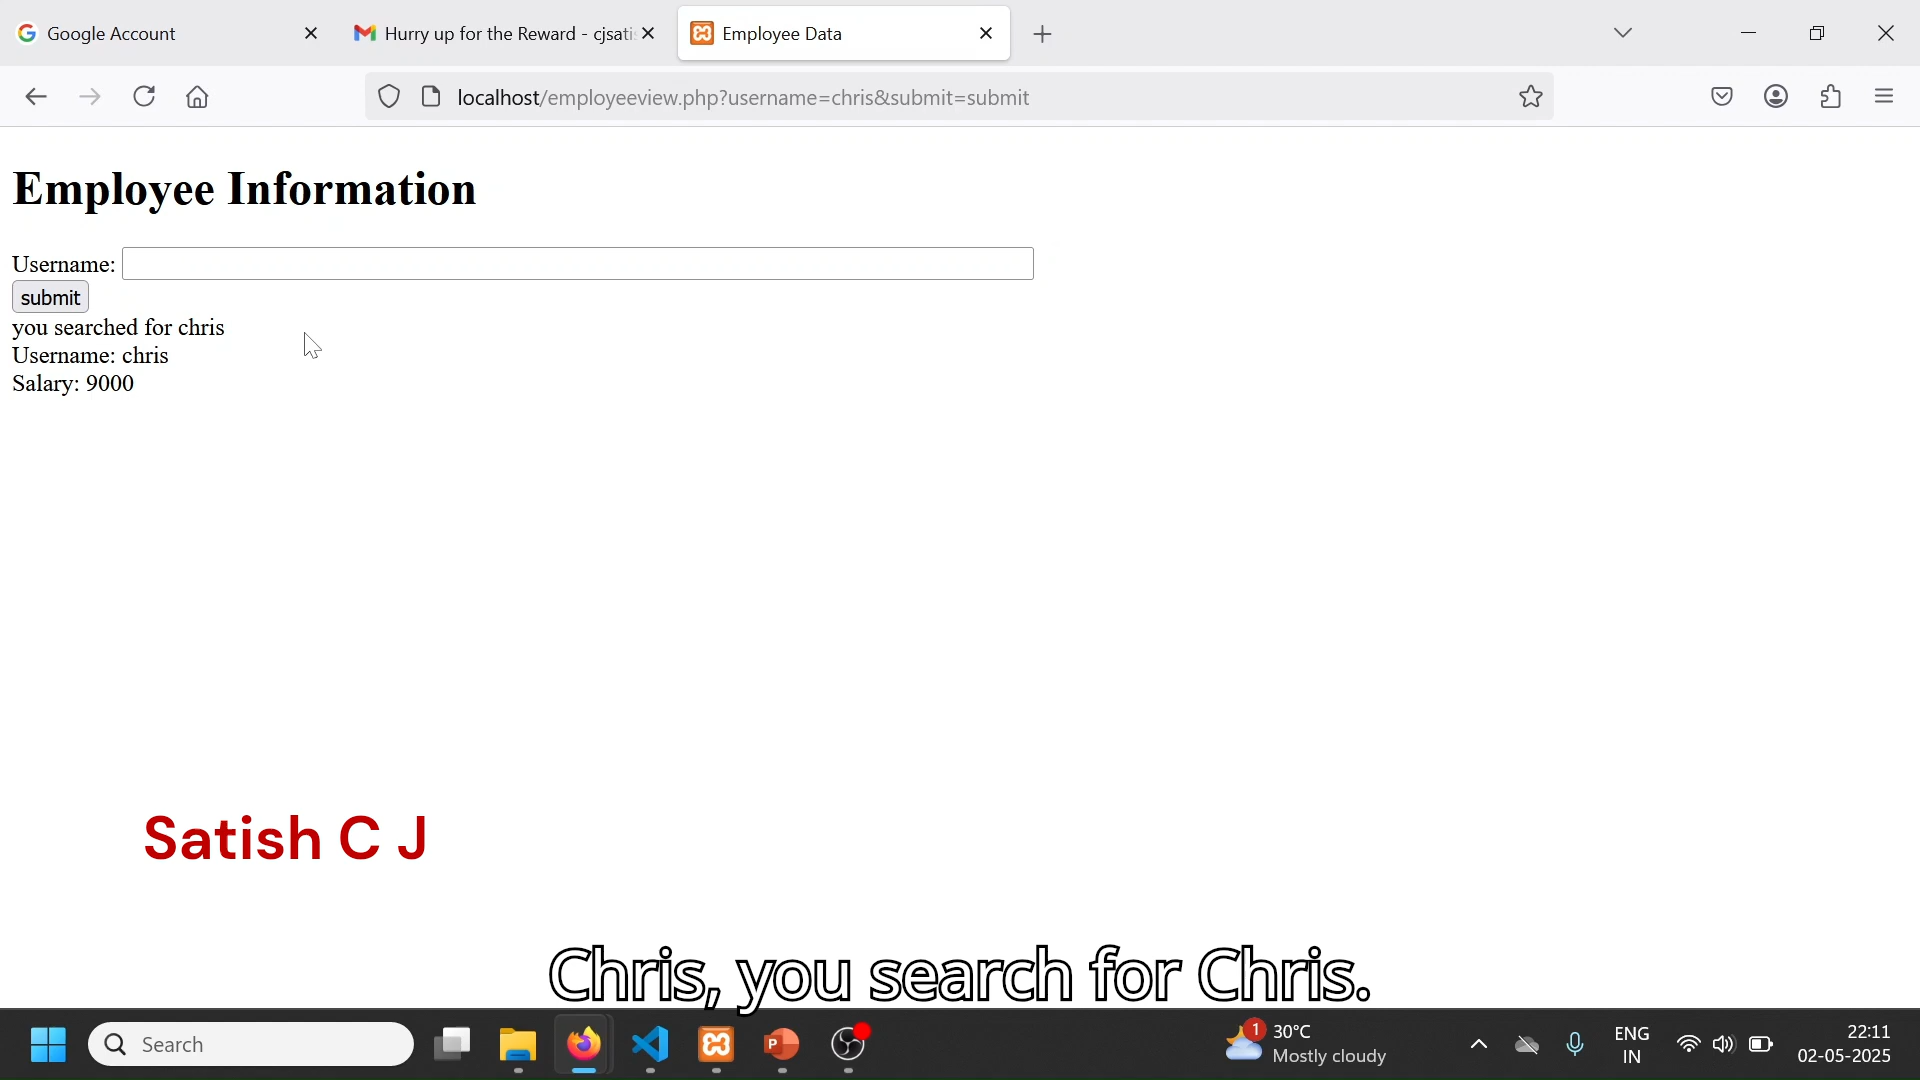 Google Account
Hurry up for the Reward - cjsatis
Employee Data
localhost/employeeview.php?username=chris&submit=submit
Employee Information
Username:
submit
you searched for chris
Username: chris
Salary: 9000
Satish C J
Chris, you search for Chris.
Search
P
1
30°C
Mostly cloudy
ENG
IN
22:11
02-05-2025